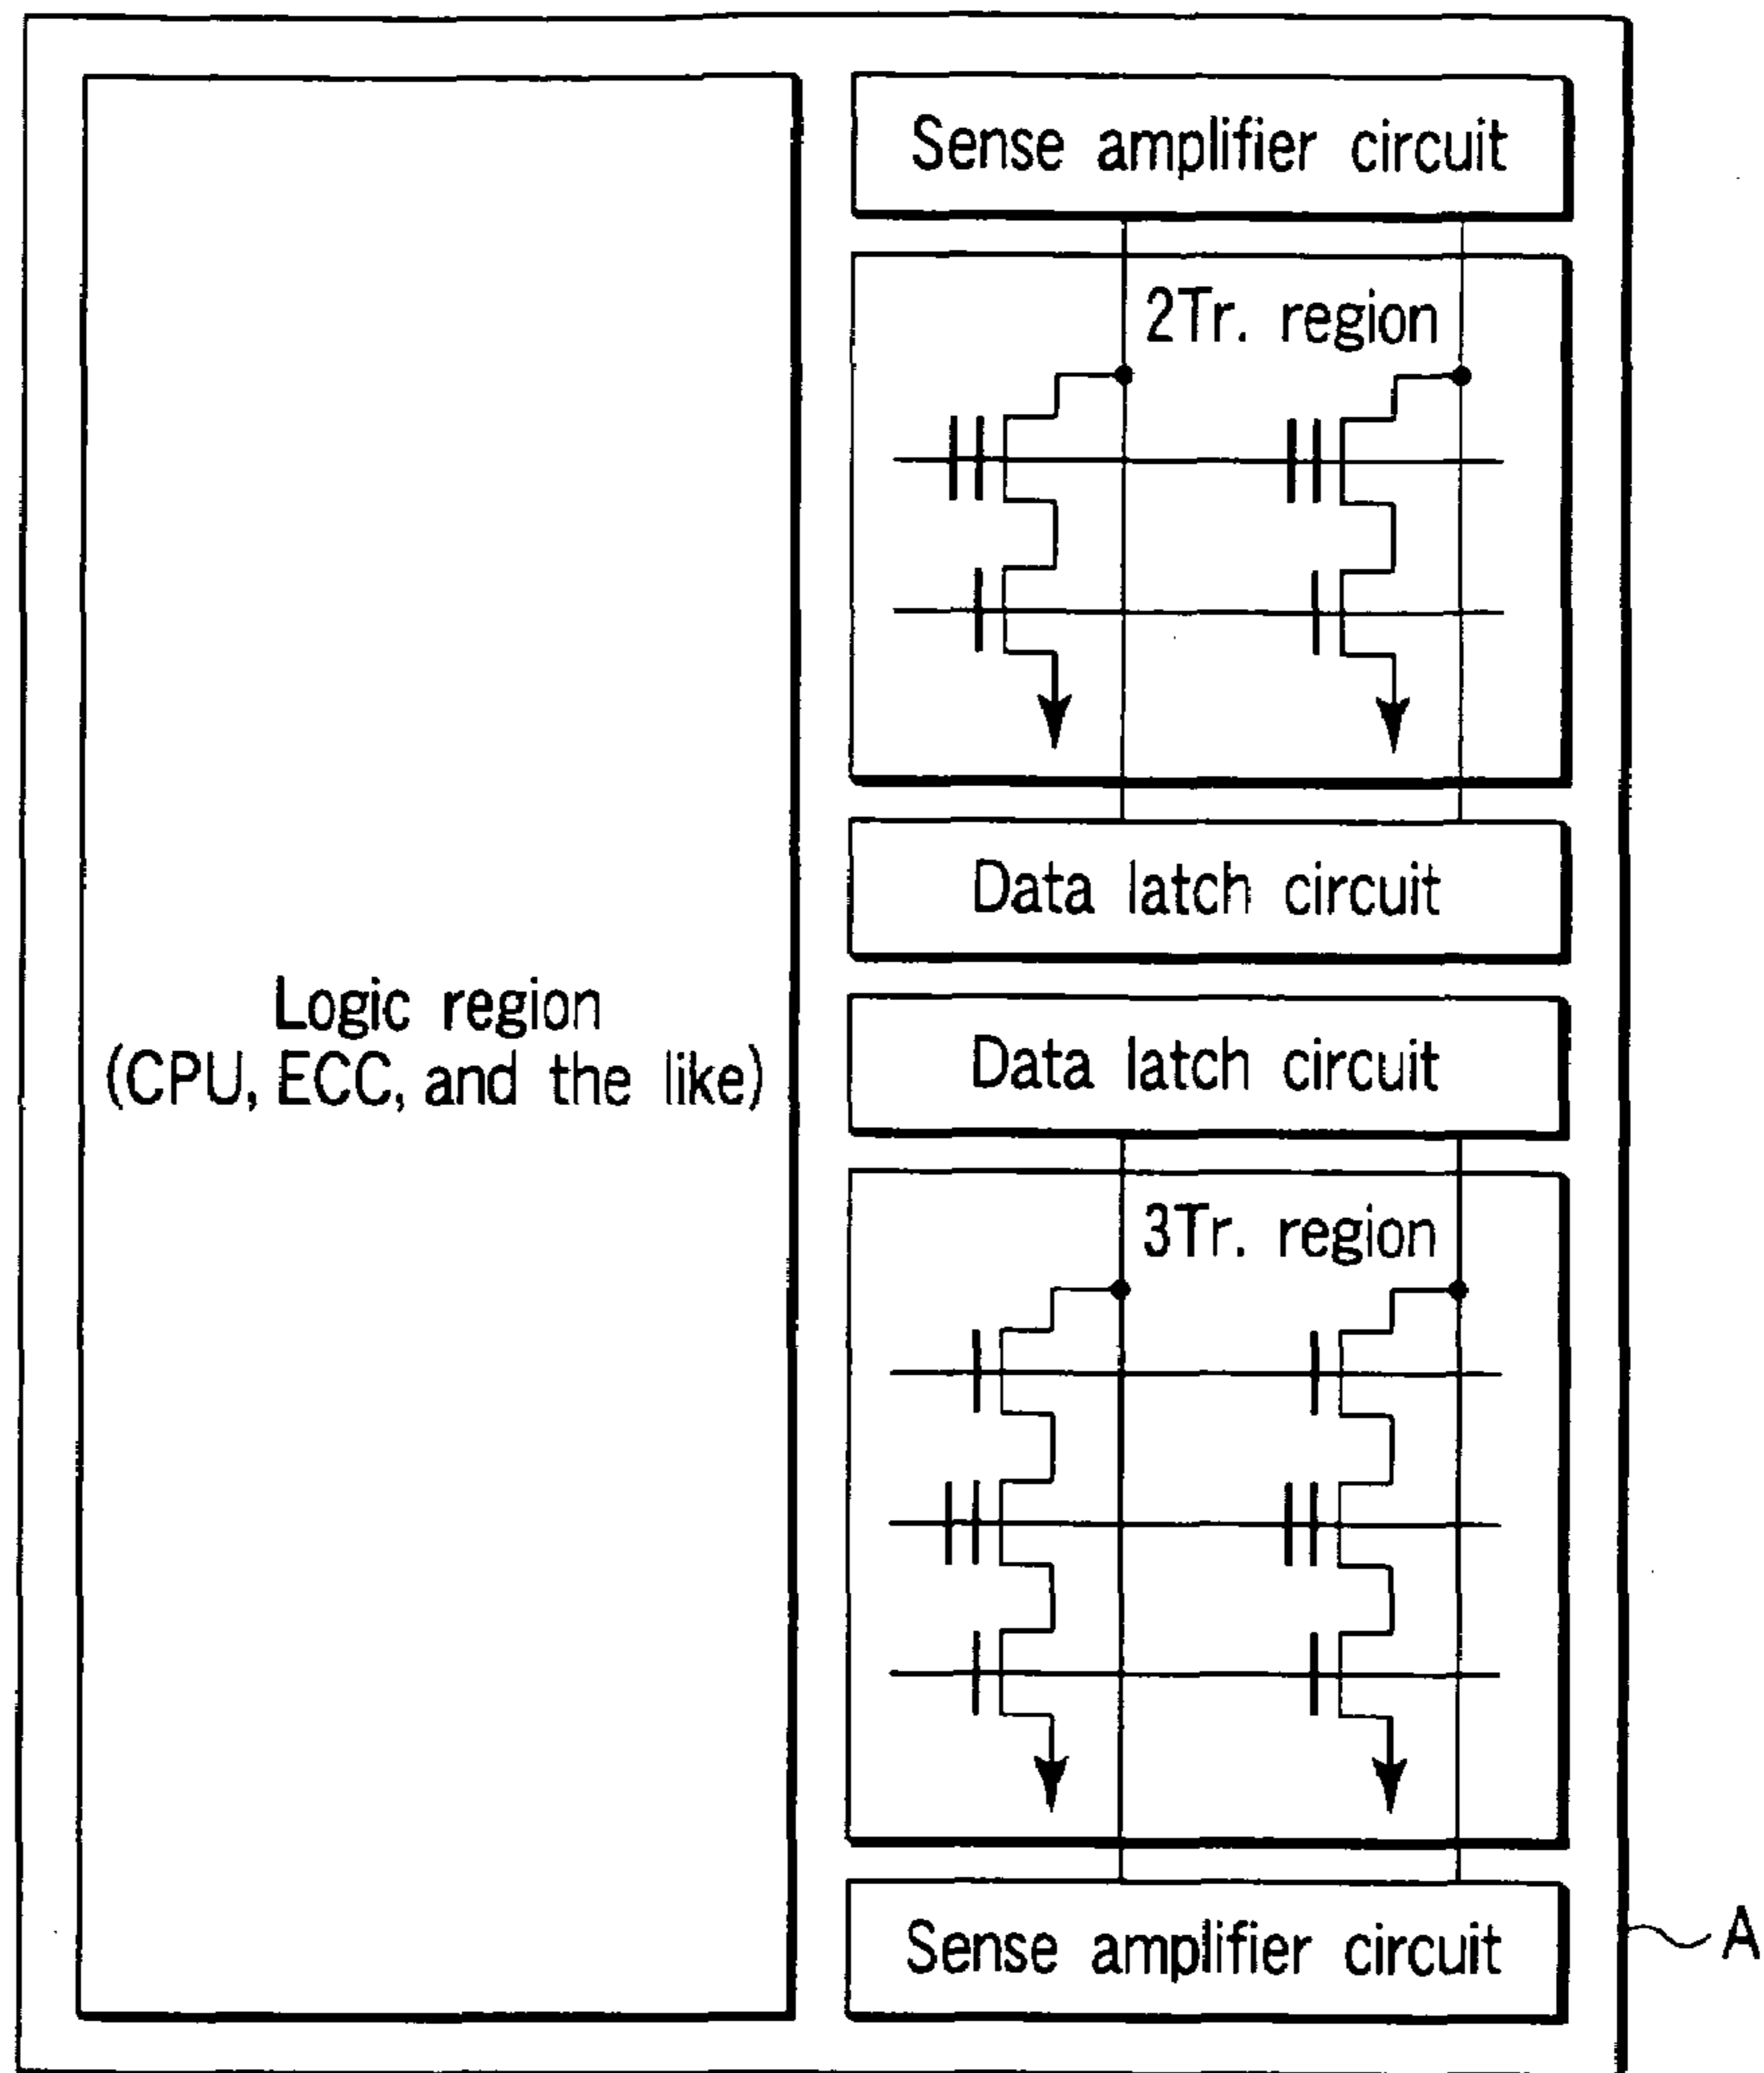 Logic region
(CPU, ECC, and the like)
Sense amplifier circuit
2Tr. region
Data latch circuit
Data latch circuit
3Tr. region
Sense amplifier circuit
A